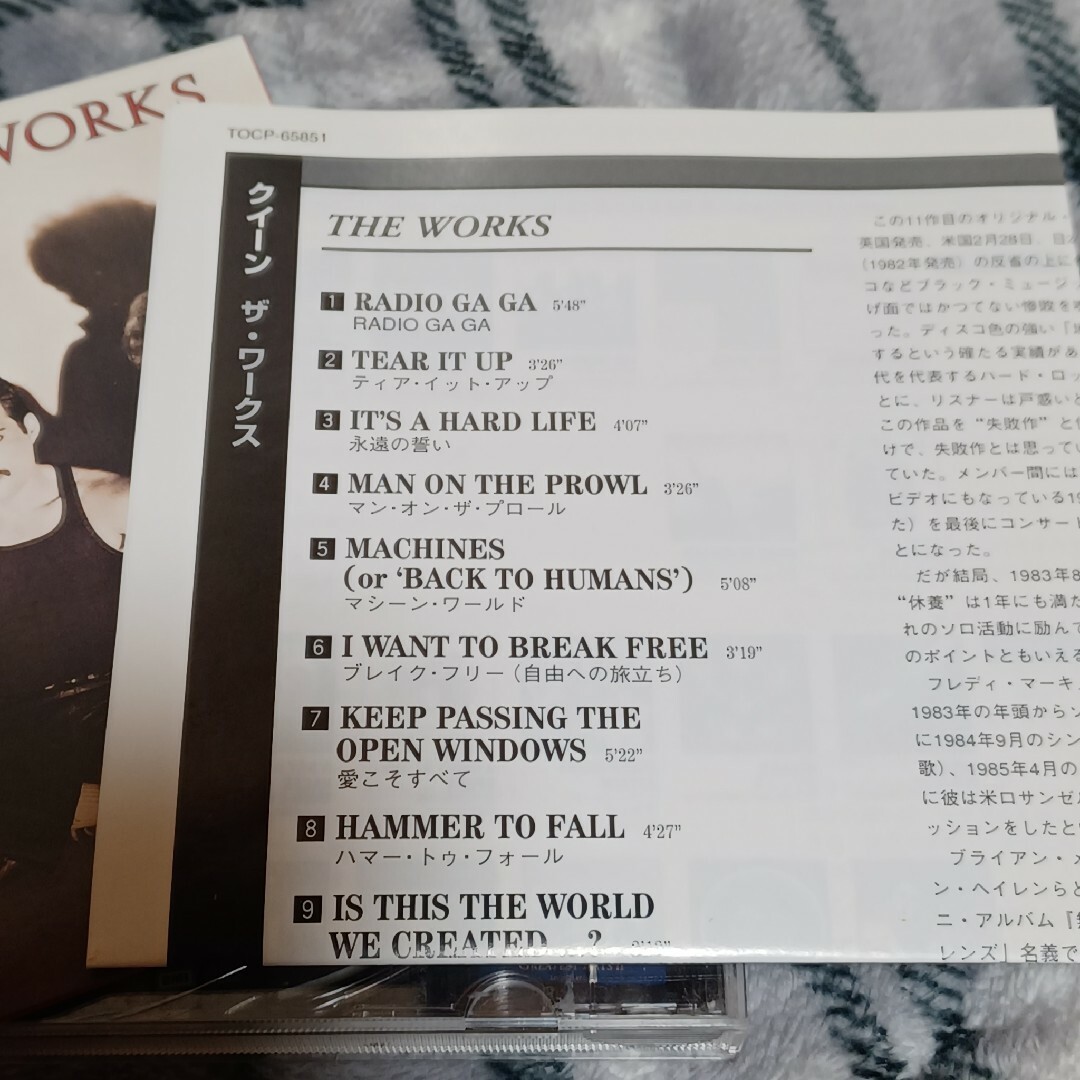 WORKS
TOCP-65851
クイーン ザ・ワークス
THE WORKS
1 RADIO GA GA 5'48"
RADIO GA GA
2 TEAR IT UP 3'26"
ティア・イット・アップ
3 IT'S A HARD LIFE 4'07"
永遠の誓い
4 MAN ON THE PROWL 3'26"
マン・オン・ザ・プロール
5 MACHINES
(or 'BACK TO HUMANS') 5'08"
マシーン・ワールド
6 I WANT TO BREAK FREE 3'19"
ブレイク・フリー（自由への旅立ち）
7 KEEP PASSING THE
OPEN WINDOWS 5'22"
愛こそすべて
8 HAMMER TO FALL 4'27"
ハマー・トゥ・フォール
9 IS THIS THE WORLD
WE CREATED...?
この11作目のオリジナル・
英国発売、米国2月28日、
（1982年発売）の反省の上に
コなどブラック・ミュージ
げ面ではかつてない惨敗を
った。ディスコ色の強い「
するという確たる実績があ
代を代表するハード・ロッ
とに、リスナーは戸惑い
この作品を“失敗作”と
けで、失敗作とは思って
ていた。メンバー間には
ビデオにもなっている19
た）を最後にコンサート
とになった。
だが結局、1983年8
“休養”は1年にも満た
れのソロ活動に励んで
のポイントともいえる
フレディ・マーキ
1983年の年頭からソ
に1984年9月のシン
歌）、1985年4月の
に彼は米ロサンゼル
ッションをしたと
ブライアン・メ
ン・ヘイレンらと
ニ・アルバム『
レンズ」名義で